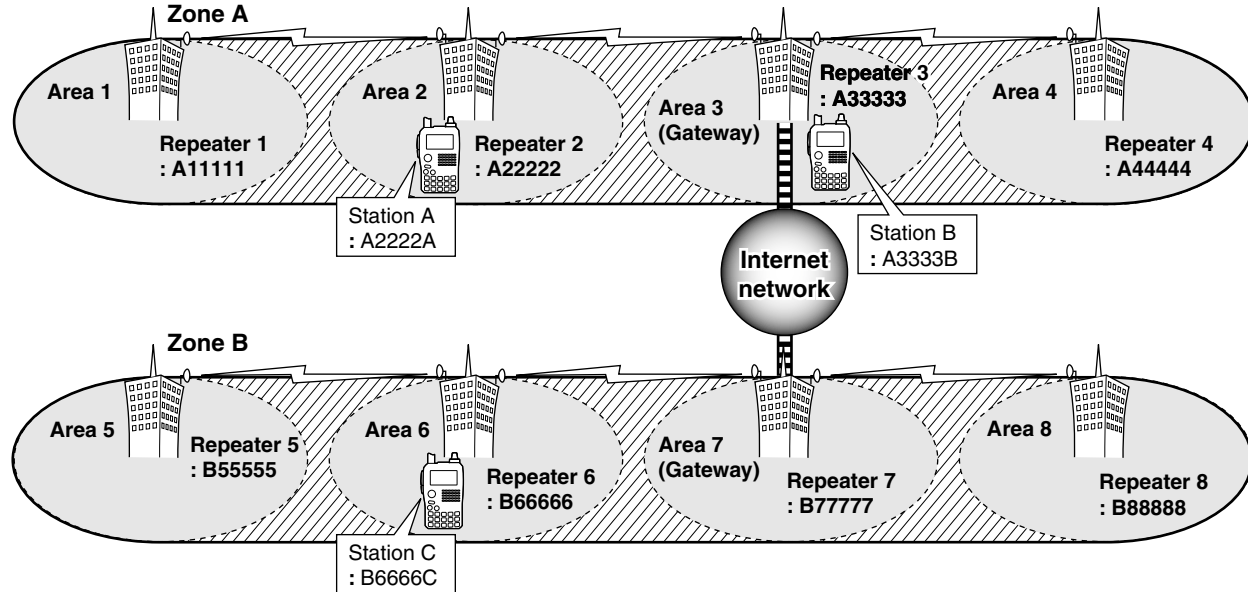 Zone A
Area 1
Repeater 1
: A11111
Area 2
Repeater 2
: A22222
Station A
: A2222A
Area 3
(Gateway)
Repeater 3
: A33333
Station B
: A3333B
Area 4
Repeater 4
: A44444
Internet
network
Zone B
Area 5
Repeater 5
: B55555
Area 6
Repeater 6
: B66666
Station C
: B6666C
Area 7
(Gateway)
Repeater 7
: B77777
Area 8
Repeater 8
: B88888